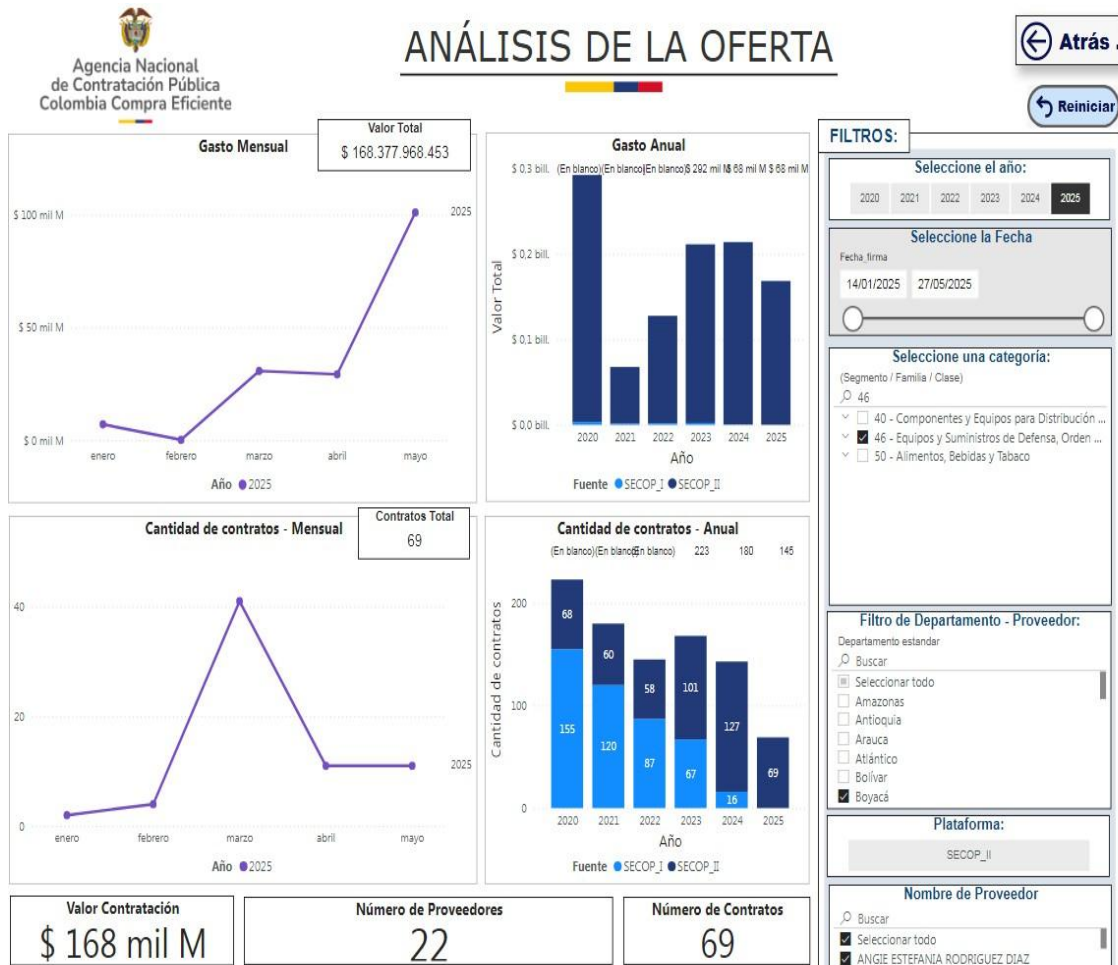 Agencia Nacional
de Contratación Pública
Colombia Compra Eficiente
ANÁLISIS DE LA OFERTA
Atrás
Reiniciar
Gasto Mensual
Valor Total
$ 168.377.968.453
$ 100 mil M
$ 50 mil M
$ 0 mil M
2025
enero febrero marzo abril mayo
Año 2025
Gasto Anual
(En blanco) (En blanco) (En blanco) $ 292 mil M $ 68 mil M $ 68 mil M
$ 0,3 bill.
$ 0,2 bill.
$ 0,1 bill.
$ 0,0 bill.
Valor Total
2020 2021 2022 2023 2024 2025
Año
Fuente SECOP_I SECOP_II
Cantidad de contratos - Mensual
Contratos Total
69
40
20
0
2025
enero febrero marzo abril mayo
Año 2025
Cantidad de contratos - Anual
(En blanco) (En blanco) (En blanco) 223 180 145
200
100
0
Cantidad de contratos
68 60 58 101 127 69
155 120 87 67 16
2020 2021 2022 2023 2024 2025
Año
Fuente SECOP_I SECOP_II
Valor Contratación
$ 168 mil M
Número de Proveedores
22
Número de Contratos
69
FILTROS:
Seleccione el año:
2020 2021 2022 2023 2024 2025
Seleccione la Fecha
Fecha_firma
14/01/2025 27/05/2025
Seleccione una categoría:
(Segmento / Familia / Clase)
46
40 - Componentes y Equipos para Distribución ...
46 - Equipos y Suministros de Defensa, Orden ...
50 - Alimentos, Bebidas y Tabaco
Filtro de Departamento - Proveedor:
Departamento estandar
Buscar
Seleccionar todo
Amazonas
Antioquia
Arauca
Atlántico
Bolívar
Boyacá
Plataforma:
SECOP_II
Nombre de Proveedor
Buscar
Seleccionar todo
ANGIE ESTEFANIA RODRIGUEZ DIAZ